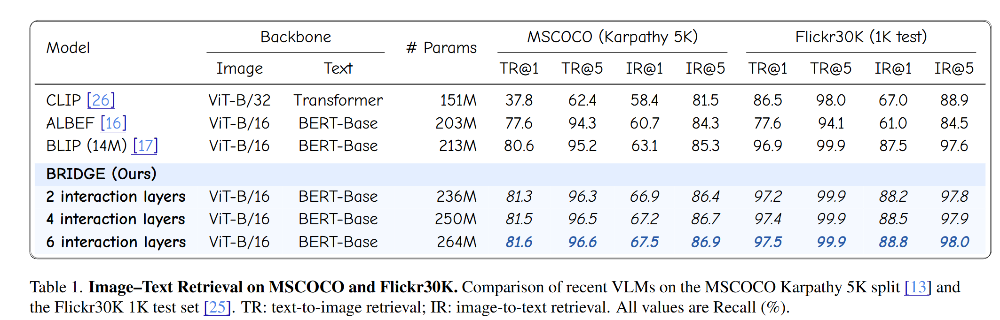 Model Backbone # Params MSCOCO (Karpathy 5K) Flickr30K (1K test)
Image Text TR@1 TR@5 IR@1 IR@5 TR@1 TR@5 IR@1 IR@5
CLIP [26] ViT-B/32 Transformer 151M 37.8 62.4 58.4 81.5 86.5 98.0 67.0 88.9
ALBEF [16] ViT-B/16 BERT-Base 203M 77.6 94.3 60.7 84.3 77.6 94.1 61.0 84.5
BLIP (14M) [17] ViT-B/16 BERT-Base 213M 80.6 95.2 63.1 85.3 96.9 99.9 87.5 97.6
BRIDGE (Ours)
2 interaction layers ViT-B/16 BERT-Base 236M 81.3 96.3 66.9 86.4 97.2 99.9 88.2 97.8
4 interaction layers ViT-B/16 BERT-Base 250M 81.5 96.5 67.2 86.7 97.4 99.9 88.5 97.9
6 interaction layers ViT-B/16 BERT-Base 264M 81.6 96.6 67.5 86.9 97.5 99.9 88.8 98.0
Table 1. Image–Text Retrieval on MSCOCO and Flickr30K. Comparison of recent VLMs on the MSCOCO Karpathy 5K split [13] and
the Flickr30K 1K test set [25]. TR: text-to-image retrieval; IR: image-to-text retrieval. All values are Recall (%).